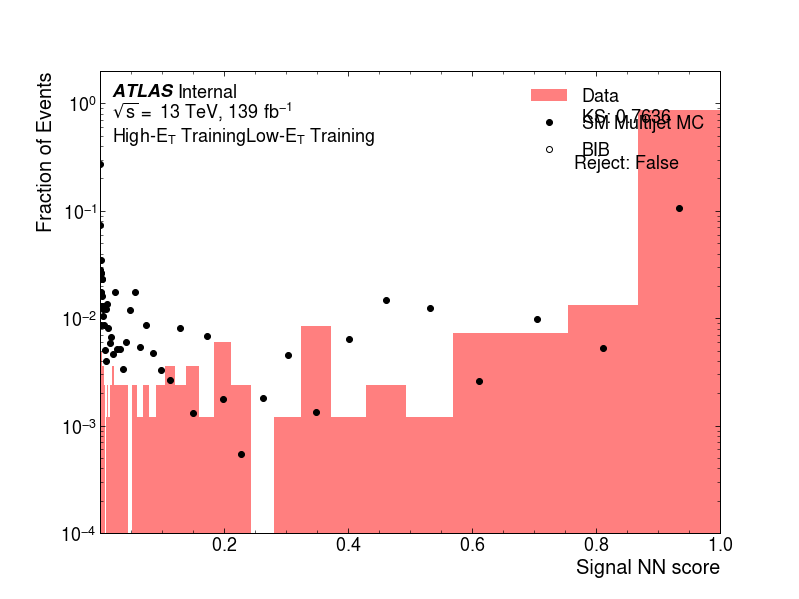 ATLAS Internal
√s = 13 TeV, 139 fb⁻¹
High-E_T TrainingLow-E_T Training
Data
KS: 0.7636
SM Multijet MC
BIB
Reject: False
Fraction of Events
10⁰
10⁻¹
10⁻²
10⁻³
10⁻⁴
0.2 0.4 0.6 0.8 1.0
Signal NN score